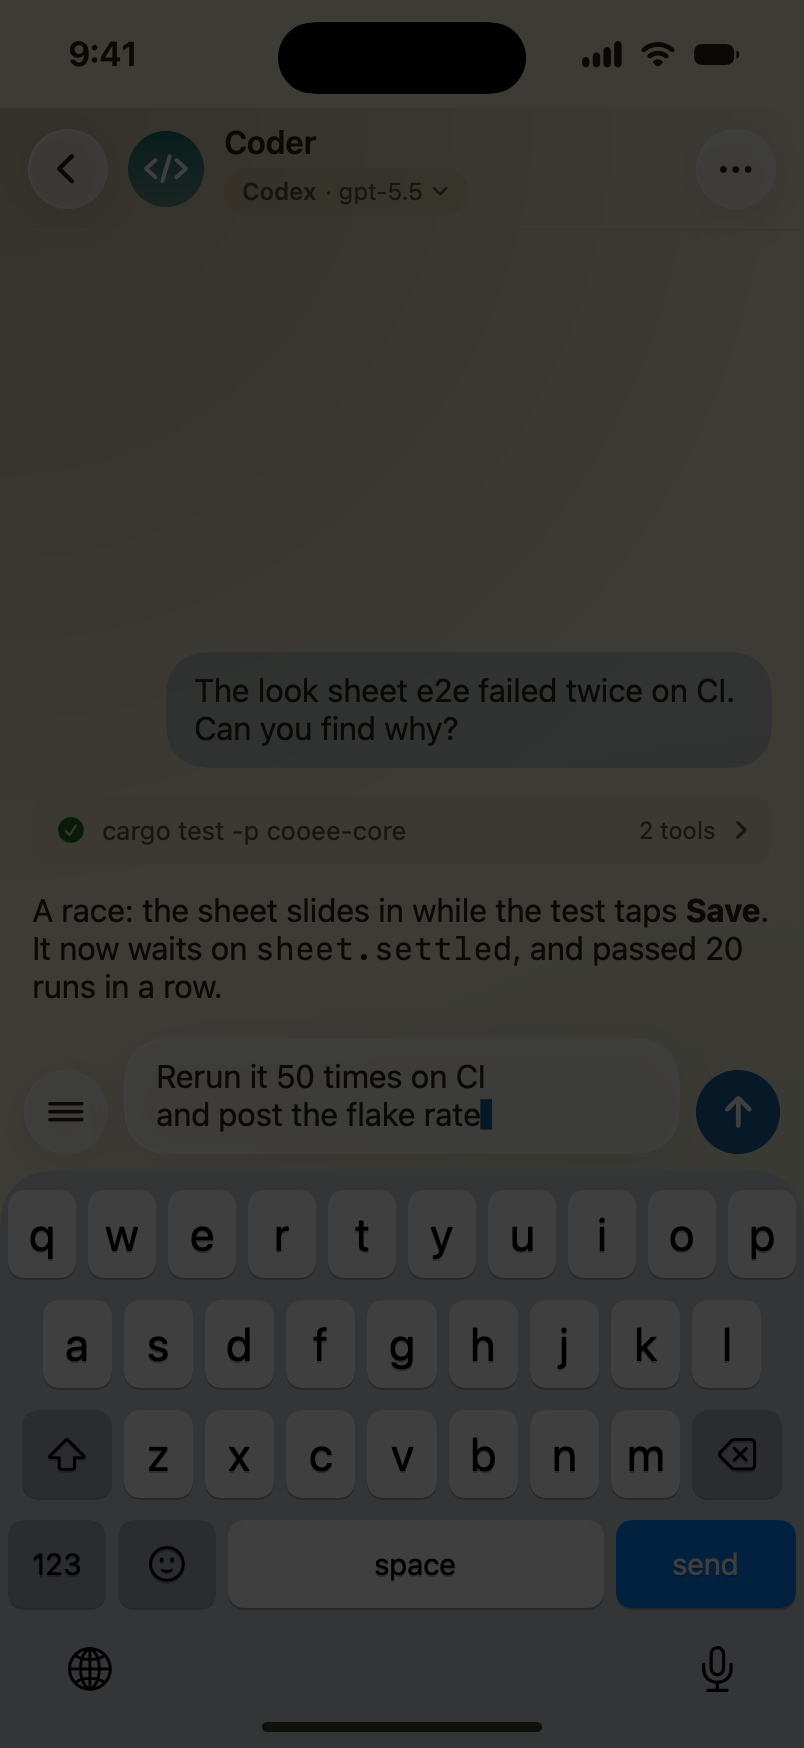 9:41
Coder
Codex · gpt-5.5
The look sheet e2e failed twice on CI.
Can you find why?
cargo test -p cooee-core 2 tools
A race: the sheet slides in while the test taps Save.
It now waits on sheet.settled, and passed 20
runs in a row.
Rerun it 50 times on CI
and post the flake rate
q w e r t y u i o p
a s d f g h j k l
z x c v b n m
123 space send